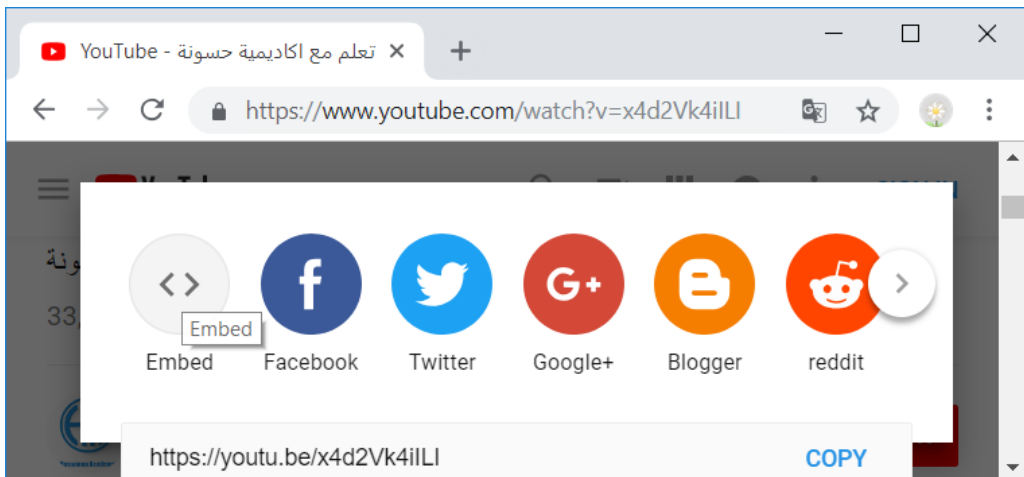 YouTube - تعلم مع اكاديمية حسونة
https://www.youtube.com/watch?v=x4d2Vk4iILI
33,
Embed
Embed
Facebook
Twitter
Google+
Blogger
reddit
https://youtu.be/x4d2Vk4iILI
COPY